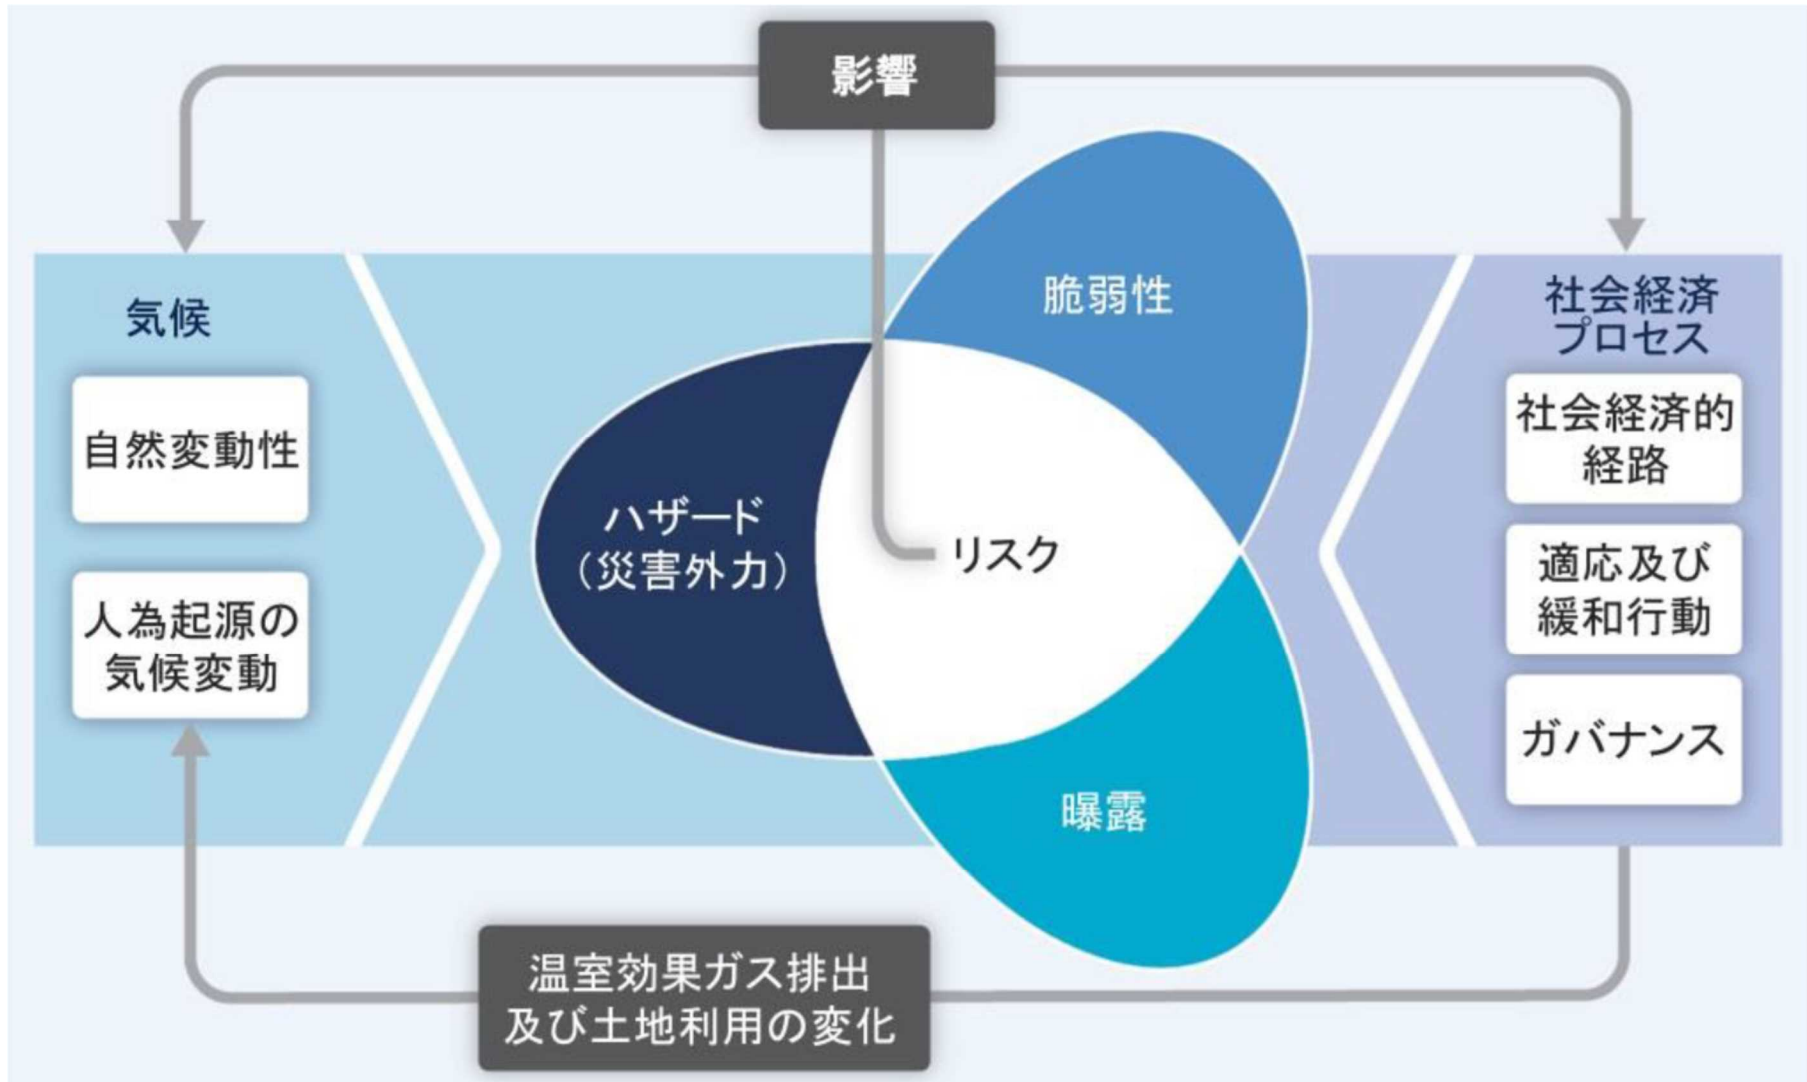 影響
気候
自然変動性
人為起源の
気候変動
ハザード
（災害外力）
脆弱性
リスク
曝露
社会経済
プロセス
社会経済的
経路
適応及び
緩和行動
ガバナンス
温室効果ガス排出
及び土地利用の変化